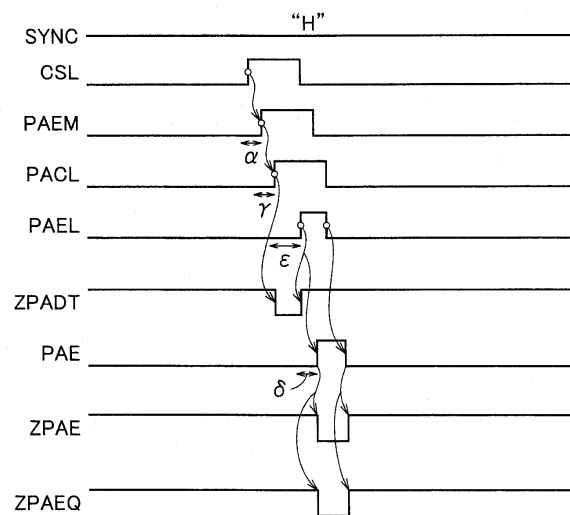 “H”
SYNC
CSL
PAEM
α
PACL
γ
PAEL
ε
ZPADT
PAE
δ
ZPAE
ZPAEQ